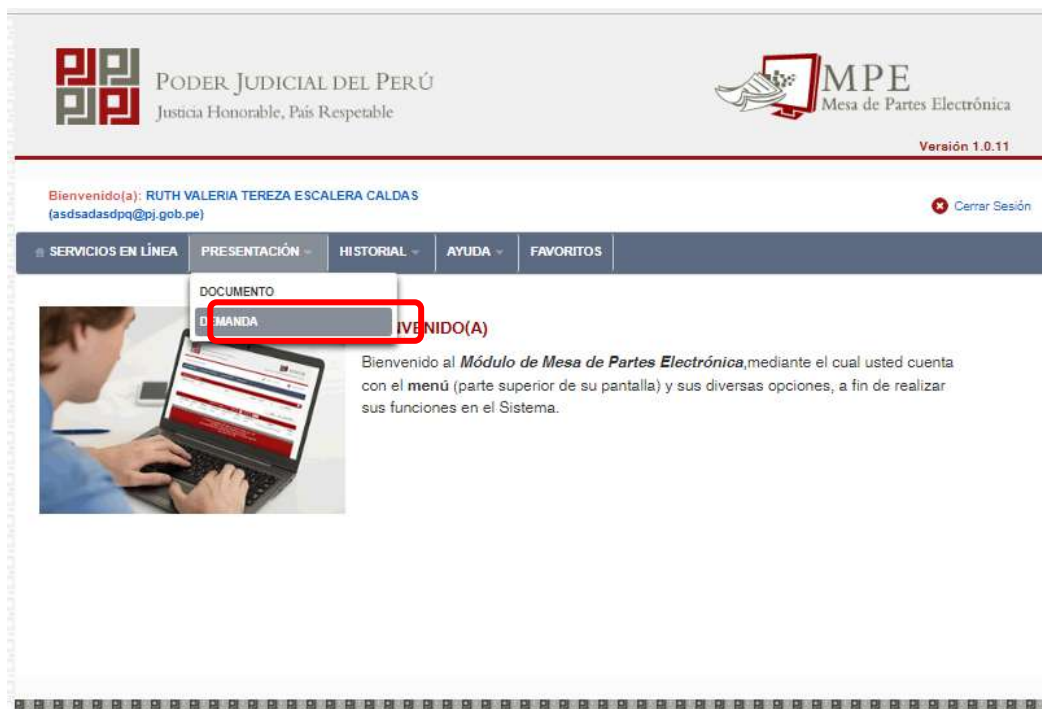 PODER JUDICIAL DEL PERÚ
Justicia Honorable, País Respetable
MPE
Mesa de Partes Electrónica
Versión 1.0.11
Bienvenido(a): RUTH VALERIA TEREZA ESCALERA CALDAS
(asdsadasdpq@pj.gob.pe)
Cerrar Sesión
SERVICIOS EN LÍNEA PRESENTACIÓN HISTORIAL AYUDA FAVORITOS
DOCUMENTO
DEMANDA
NVENIDO(A)
Bienvenido al Módulo de Mesa de Partes Electrónica,mediante el cual usted cuenta
con el menú (parte superior de su pantalla) y sus diversas opciones, a fin de realizar
sus funciones en el Sistema.